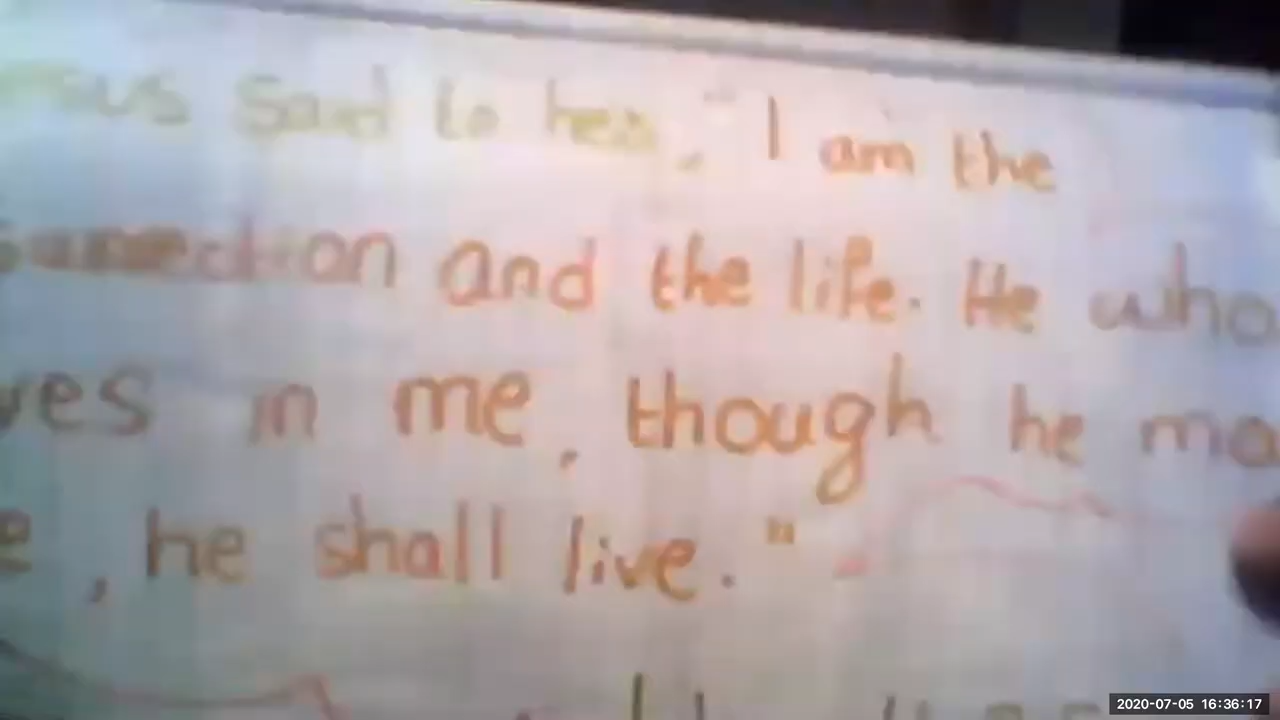 said to her, "I am the
and the life. He who
in me, though he
, he shall live."
2020-07-05 16:36:17